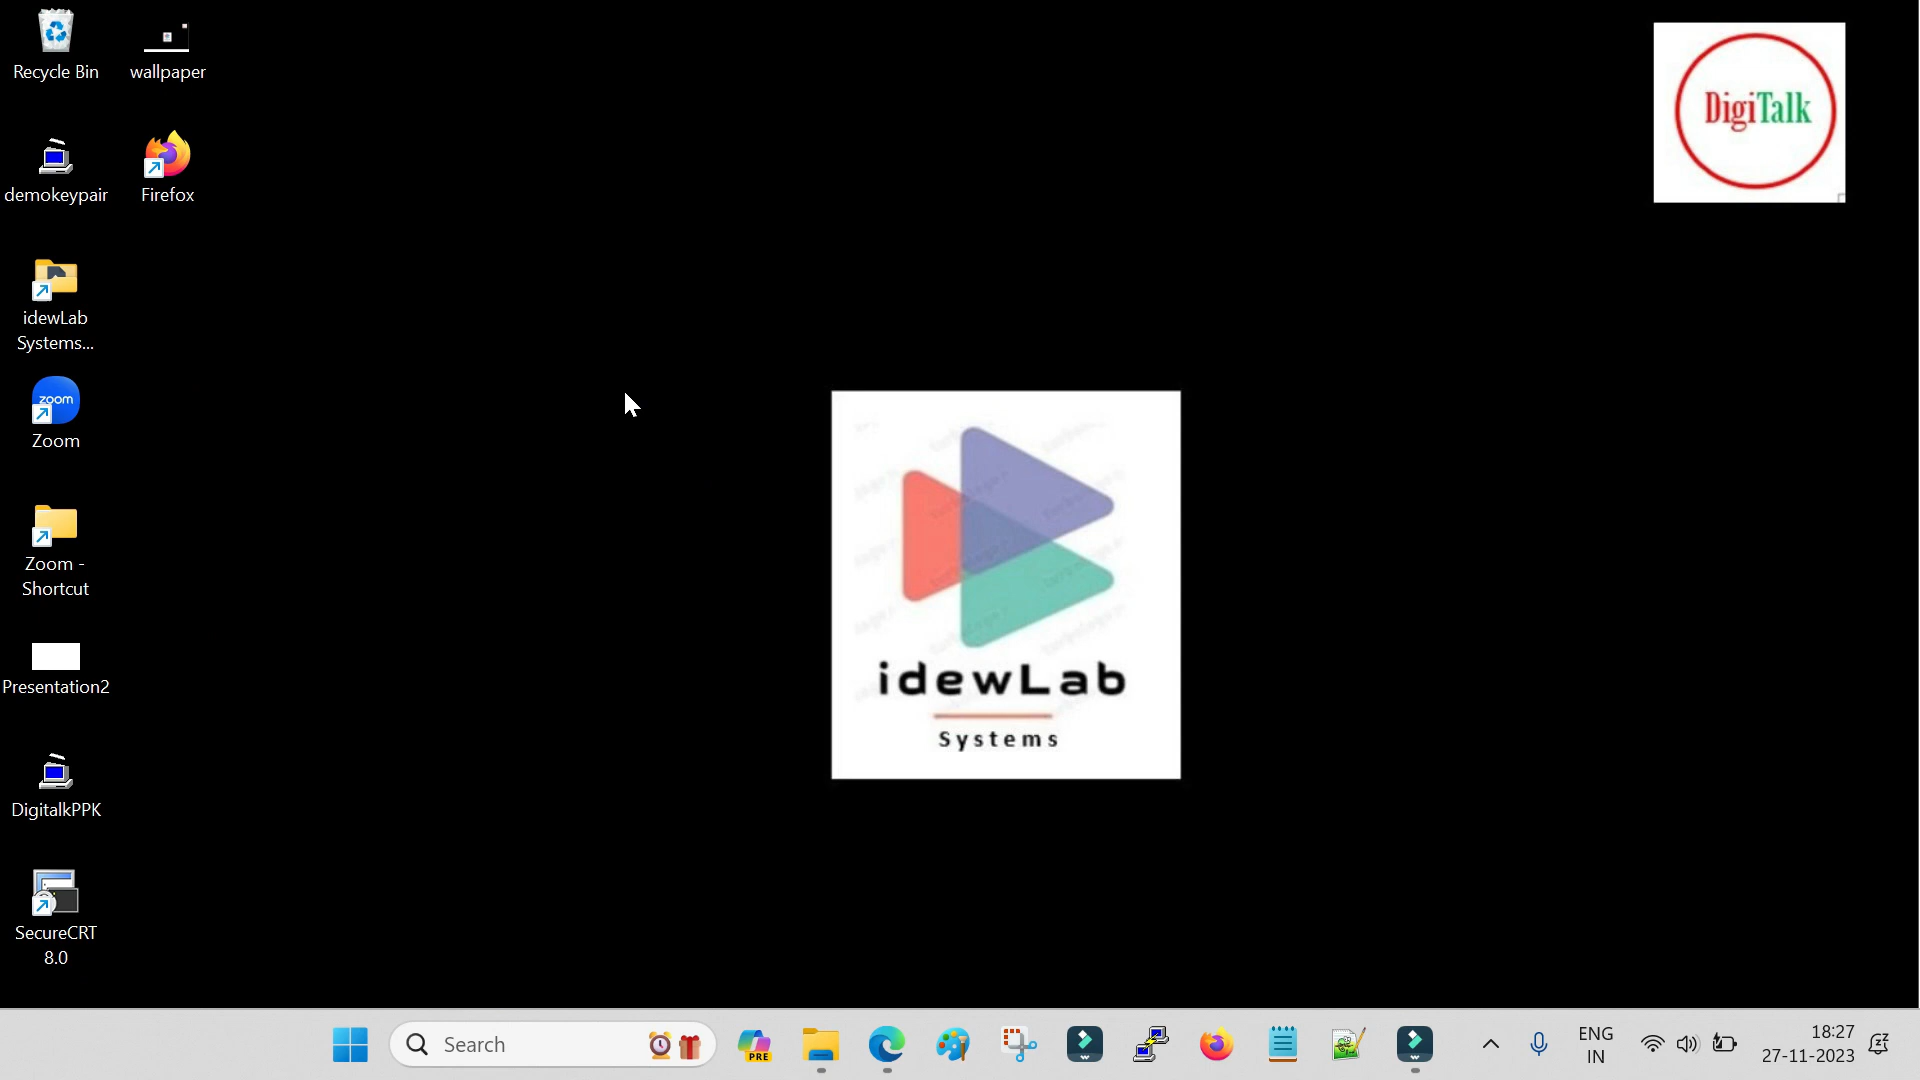 Recycle Bin
wallpaper
demokeypair
Firefox
idewLab
Systems...
zoom
Zoom
Zoom -
Shortcut
Presentation2
DigitalkPPK
SecureCRT
8.0
DigiTalk
idewLab
Systems
Search
PRE
ENG
IN
18:27
27-11-2023